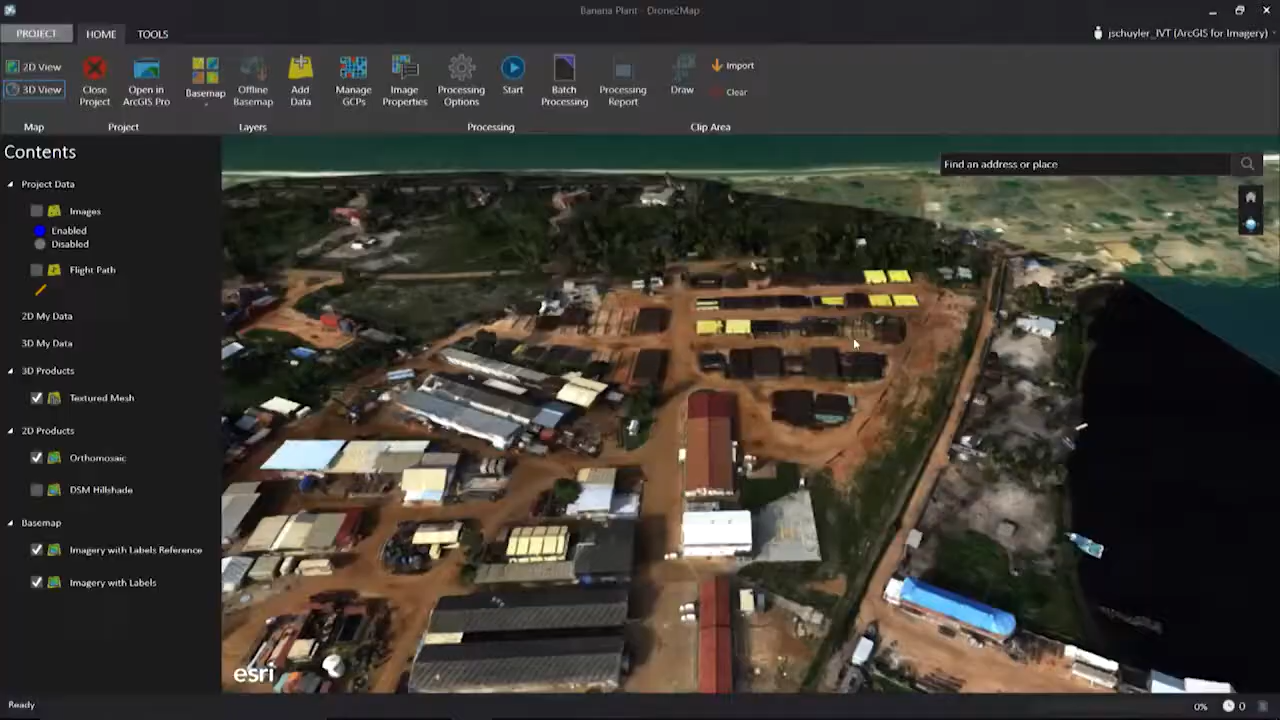 Banana Plant - Drone2Map
PROJECT HOME TOOLS
jschuyler_IVT (ArcGIS for Imagery)
2D View
3D View
Close Project
Open in ArcGIS Pro
Basemap
Offline Basemap
Add Data
Manage GCPs
Image Properties
Processing Options
Start
Batch Processing
Processing Report
Draw
Import
Clear
Map
Project
Layers
Processing
Clip Area
Contents
Find an address or place
Project Data
Images
Enabled
Disabled
Flight Path
2D My Data
3D My Data
3D Products
Textured Mesh
2D Products
Orthomosaic
DSM Hillshade
Basemap
Imagery with Labels Reference
Imagery with Labels
esri
Ready
0%
0